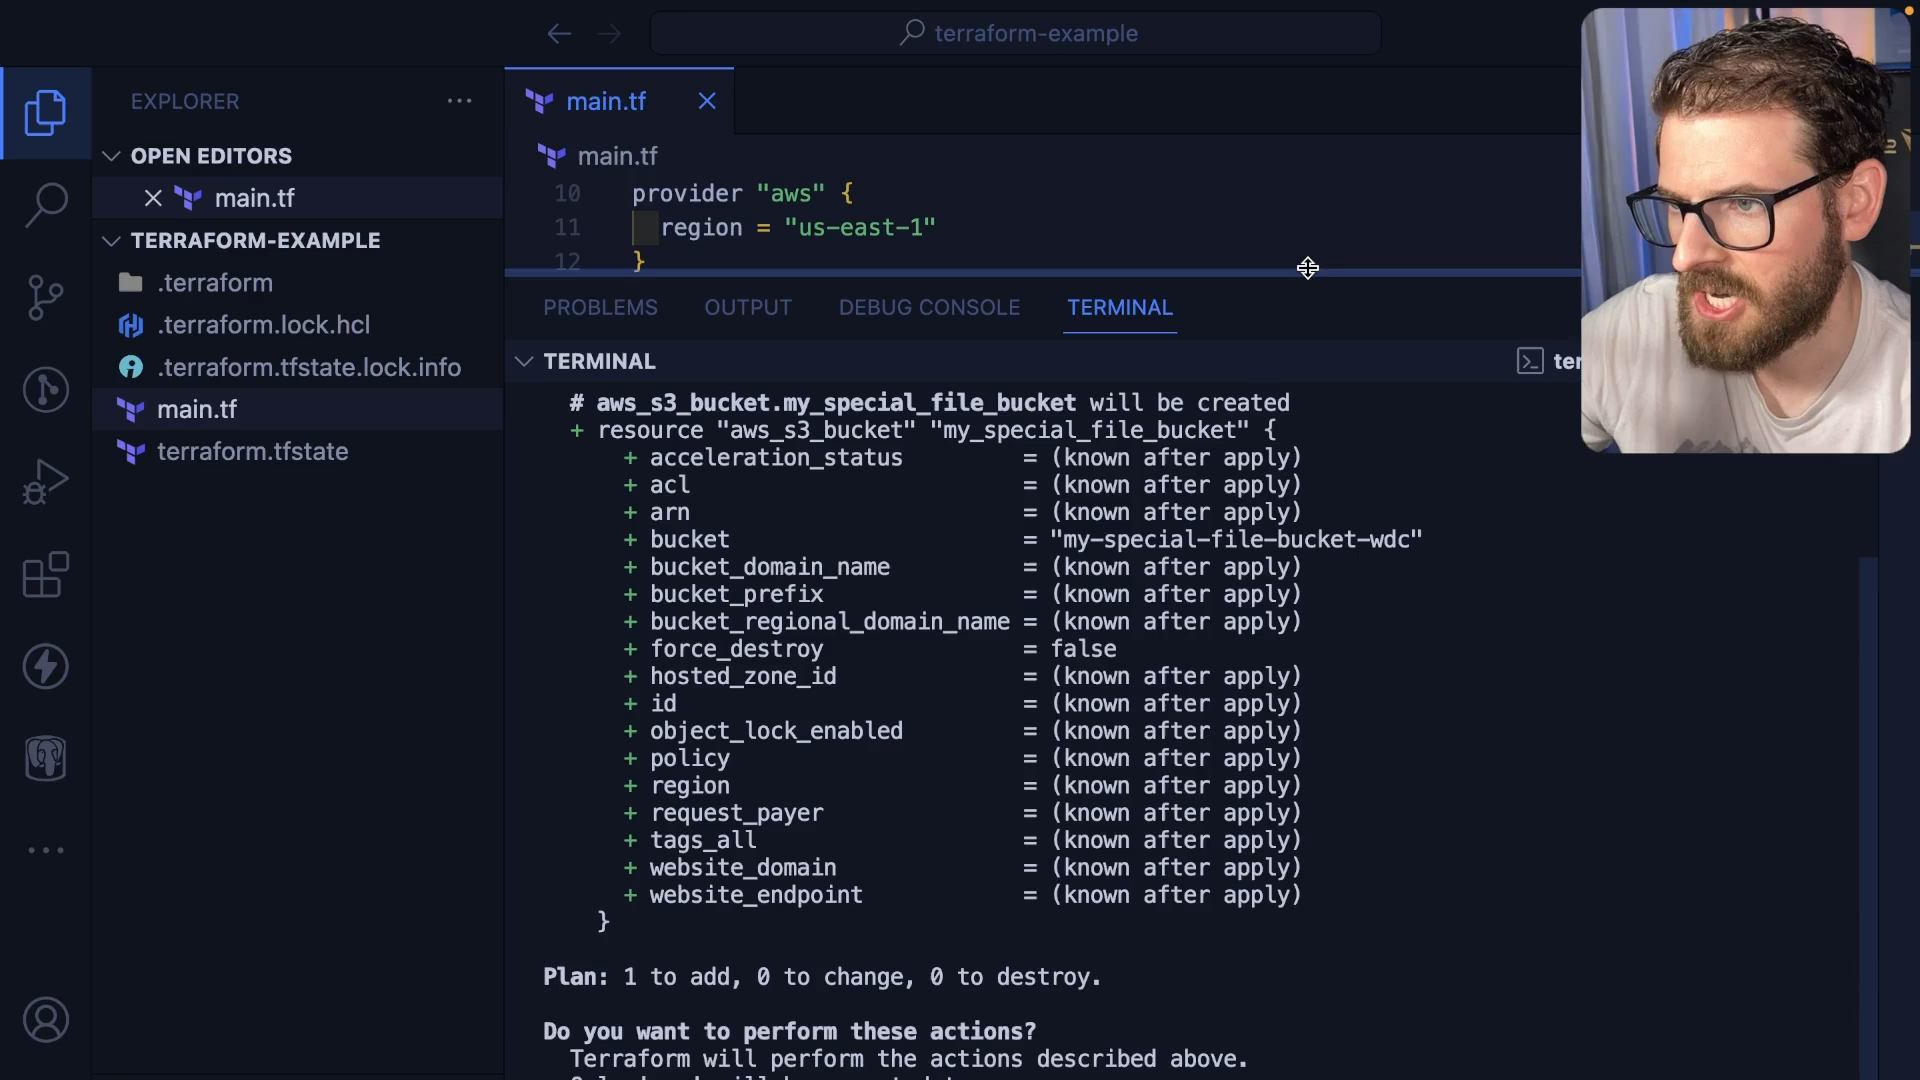 terraform-example
EXPLORER
OPEN EDITORS
main.tf
TERRAFORM-EXAMPLE
.terraform
.terraform.lock.hcl
.terraform.tfstate.lock.info
main.tf
terraform.tfstate
main.tf
main.tf
10 provider "aws" {
11 region = "us-east-1"
12 }
PROBLEMS OUTPUT DEBUG CONSOLE TERMINAL
TERMINAL
# aws_s3_bucket.my_special_file_bucket will be created
+ resource "aws_s3_bucket" "my_special_file_bucket" {
+ acceleration_status = (known after apply)
+ acl = (known after apply)
+ arn = (known after apply)
+ bucket = "my-special-file-bucket-wdc"
+ bucket_domain_name = (known after apply)
+ bucket_prefix = (known after apply)
+ bucket_regional_domain_name = (known after apply)
+ force_destroy = false
+ hosted_zone_id = (known after apply)
+ id = (known after apply)
+ object_lock_enabled = (known after apply)
+ policy = (known after apply)
+ region = (known after apply)
+ request_payer = (known after apply)
+ tags_all = (known after apply)
+ website_domain = (known after apply)
+ website_endpoint = (known after apply)
}
Plan: 1 to add, 0 to change, 0 to destroy.
Do you want to perform these actions?
Terraform will perform the actions described above.